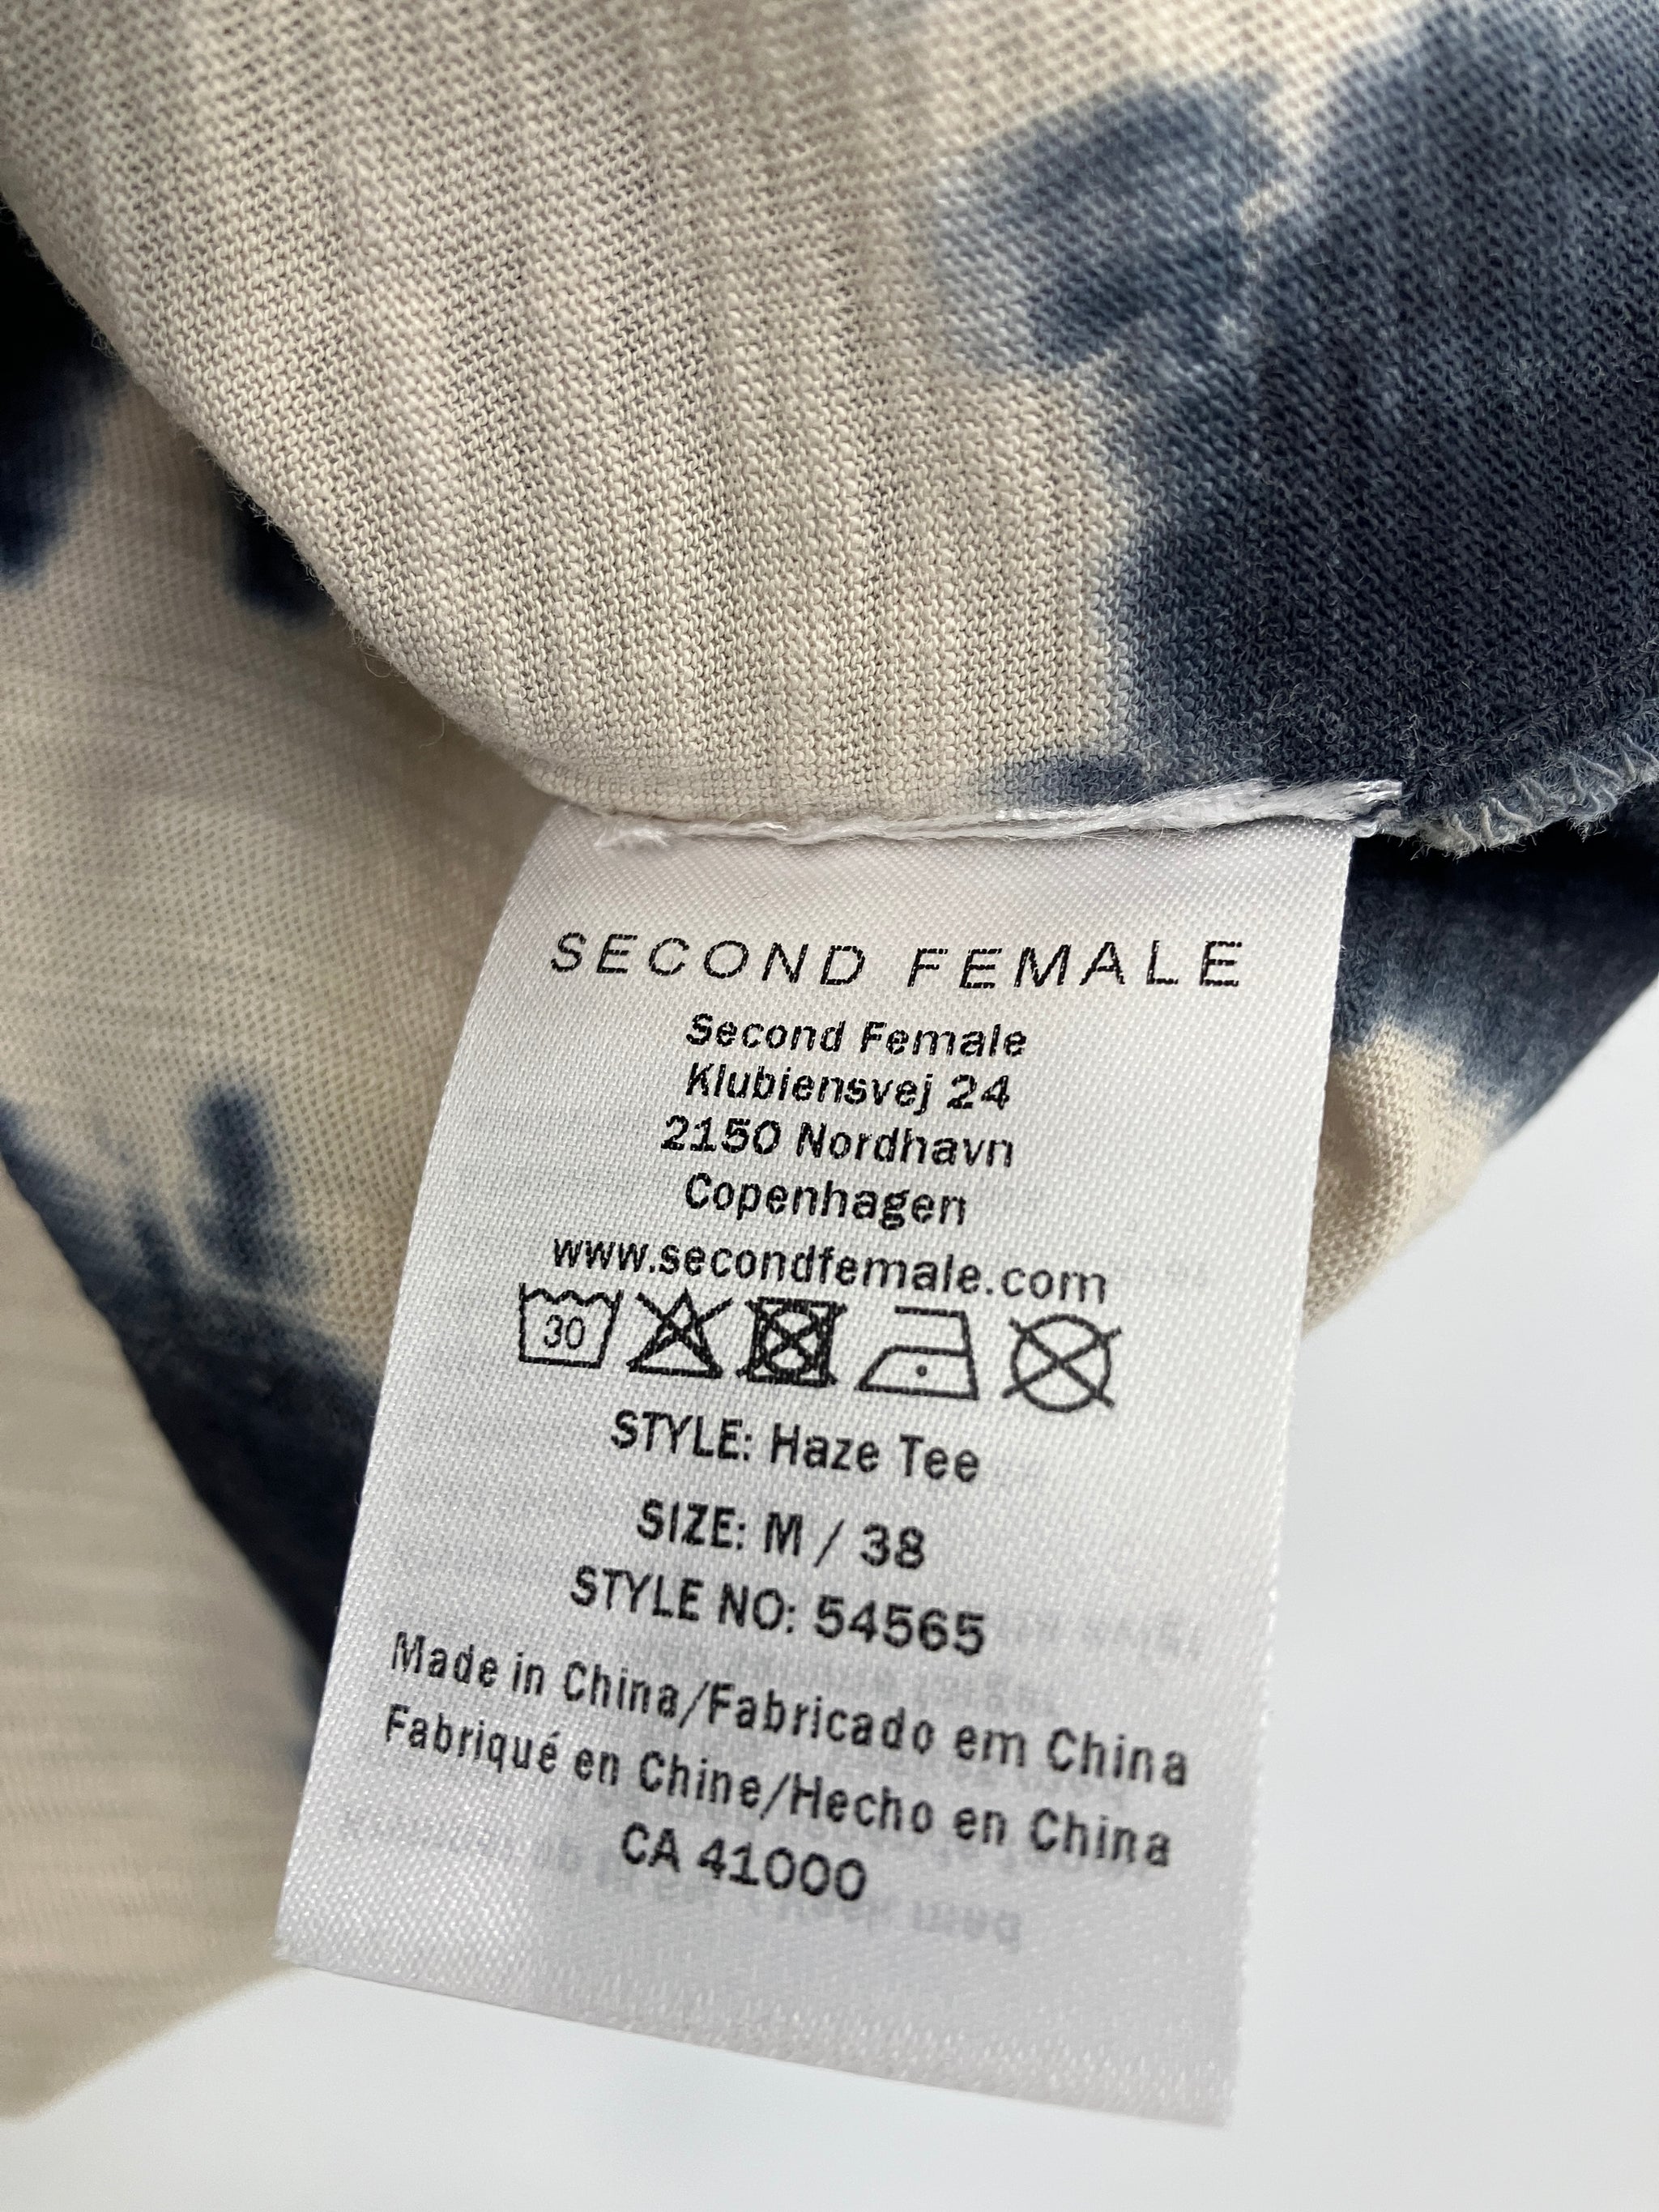 SECOND FEMALE
Second Female
Klubiensvej 24
2150 Nordhavn
Copenhagen
www.secondfemale.com
30
STYLE: Haze Tee
SIZE: M / 38
STYLE NO: 54565
Made in China/Fabricado em China
Fabriqué en Chine/Hecho en China
CA 41000